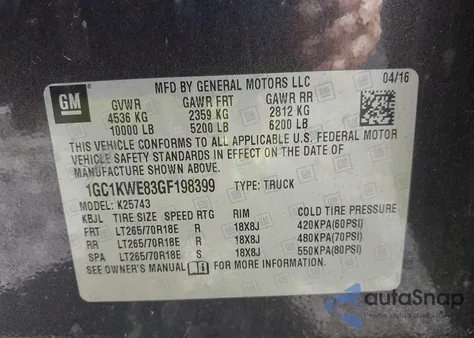 MFD BY GENERAL MOTORS LLC 04/16
GM
GVWR GAWR FRT GAWR RR
4536 KG 2359 KG 2812 KG
10000 LB 5200 LB 6200 LB
THIS VEHICLE CONFORMS TO ALL APPLICABLE U.S. FEDERAL MOTOR
VEHICLE SAFETY STANDARDS IN EFFECT ON THE DATE OF
MANUFACTURE SHOWN ABOVE.
1GC1KWE83GF198399 TYPE: TRUCK
MODEL: K25743
KBJL TIRE SIZE SPEED RTG RIM COLD TIRE PRESSURE
FRT LT265/70R18E R 18X8J 420KPA(60PSI)
RR LT265/70R18E R 18X8J 480KPA(70PSI)
SPA LT265/70R18E S 18X8J 550KPA(80PSI)
SEE OWNER'S MANUAL FOR MORE INFORMATION.
autoSnap